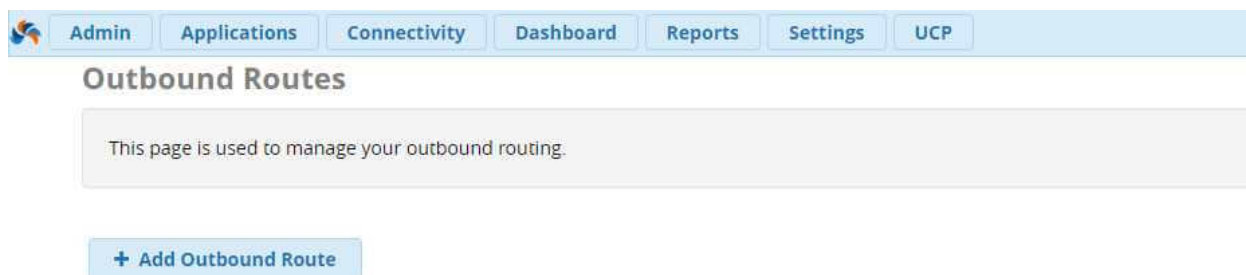 Admin Applications Connectivity Dashboard Reports Settings UCP
Outbound Routes
This page is used to manage your outbound routing.
+ Add Outbound Route